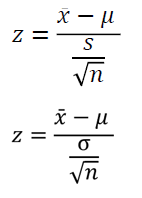 z = (x̄ − μ) / (s / √n)
z = (x̄ − μ) / (σ / √n)